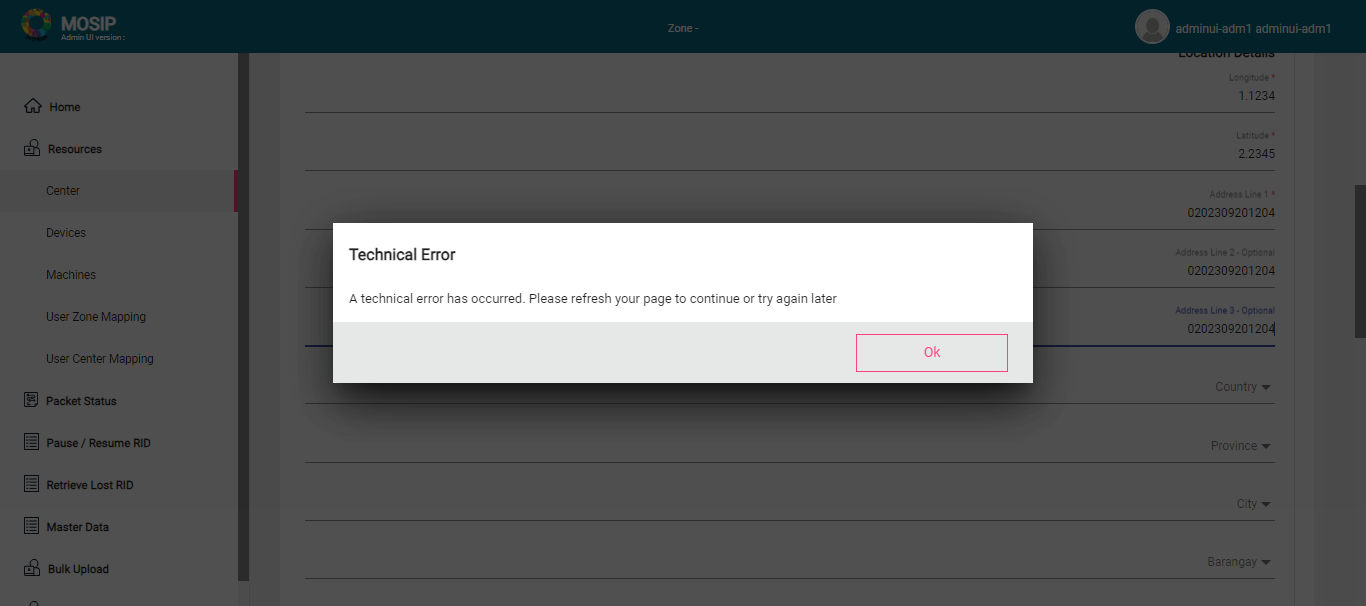 MOSIP
Admin UI version :
Zone -
adminui-adm1 adminui-adm1
Home
Resources
Center
Devices
Machines
User Zone Mapping
User Center Mapping
Packet Status
Pause / Resume RID
Retrieve Lost RID
Master Data
Bulk Upload
Location Details
Longitude *
1.1234
Latitude *
2.2345
Address Line 1 *
0202309201204
Address Line 2 - Optional
0202309201204
Address Line 3 - Optional
0202309201204
Country
Province
City
Barangay
Technical Error
A technical error has occurred. Please refresh your page to continue or try again later
Ok